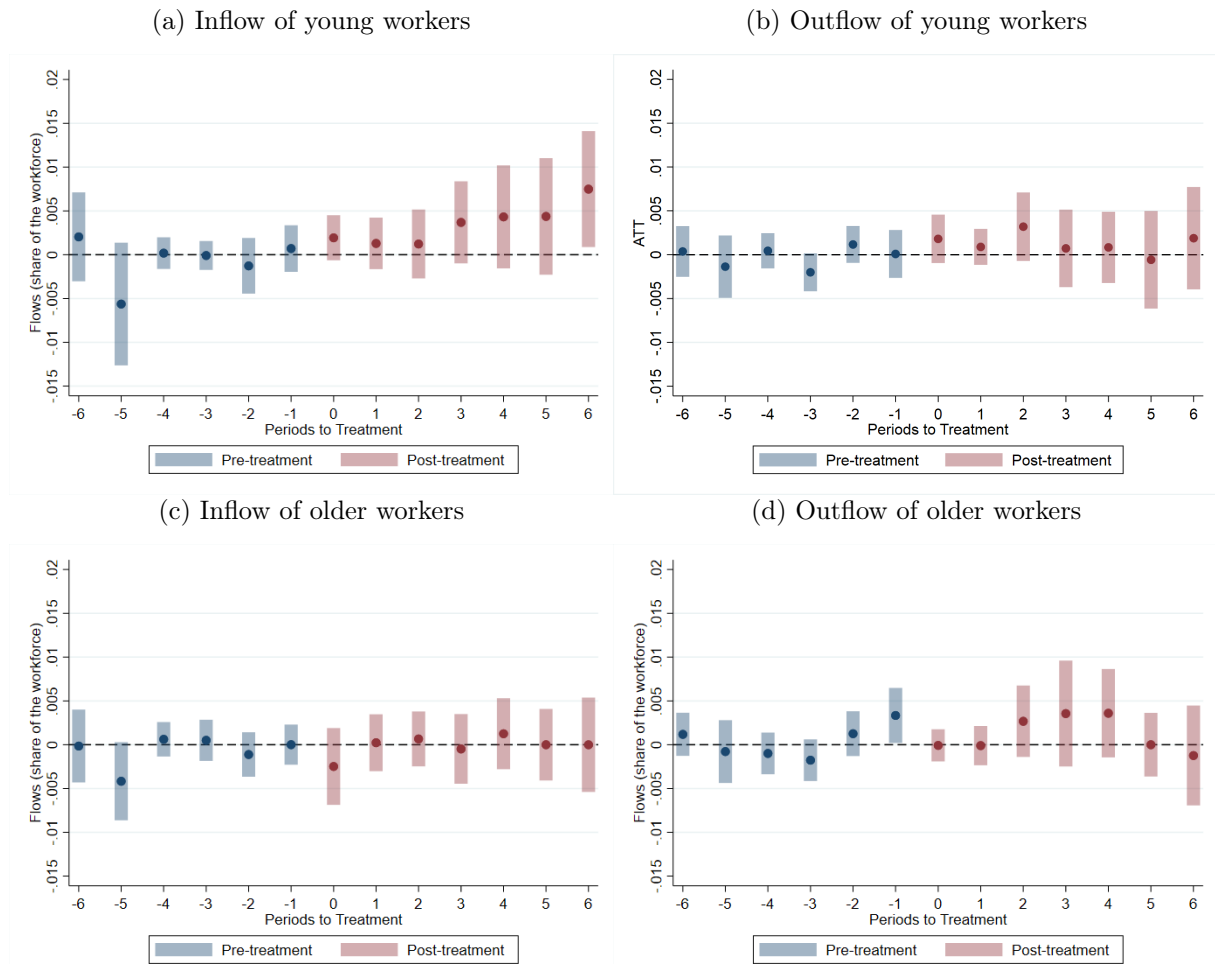 (a) Inflow of young workers
(b) Outflow of young workers
Flows (share of the workforce)
.02
.015
.01
.005
0
-.005
-.01
-.015
-6 -5 -4 -3 -2 -1 0 1 2 3 4 5 6
Periods to Treatment
Pre-treatment Post-treatment
ATT
.02
.015
.01
.005
0
-.005
-.01
-.015
-6 -5 -4 -3 -2 -1 0 1 2 3 4 5 6
Periods to Treatment
Pre-treatment Post-treatment
(c) Inflow of older workers
(d) Outflow of older workers
Flows (share of the workforce)
.02
.015
.01
.005
0
-.005
-.01
-.015
-6 -5 -4 -3 -2 -1 0 1 2 3 4 5 6
Periods to Treatment
Pre-treatment Post-treatment
Flows (share of the workforce)
.02
.015
.01
.005
0
-.005
-.01
-.015
-6 -5 -4 -3 -2 -1 0 1 2 3 4 5 6
Periods to Treatment
Pre-treatment Post-treatment